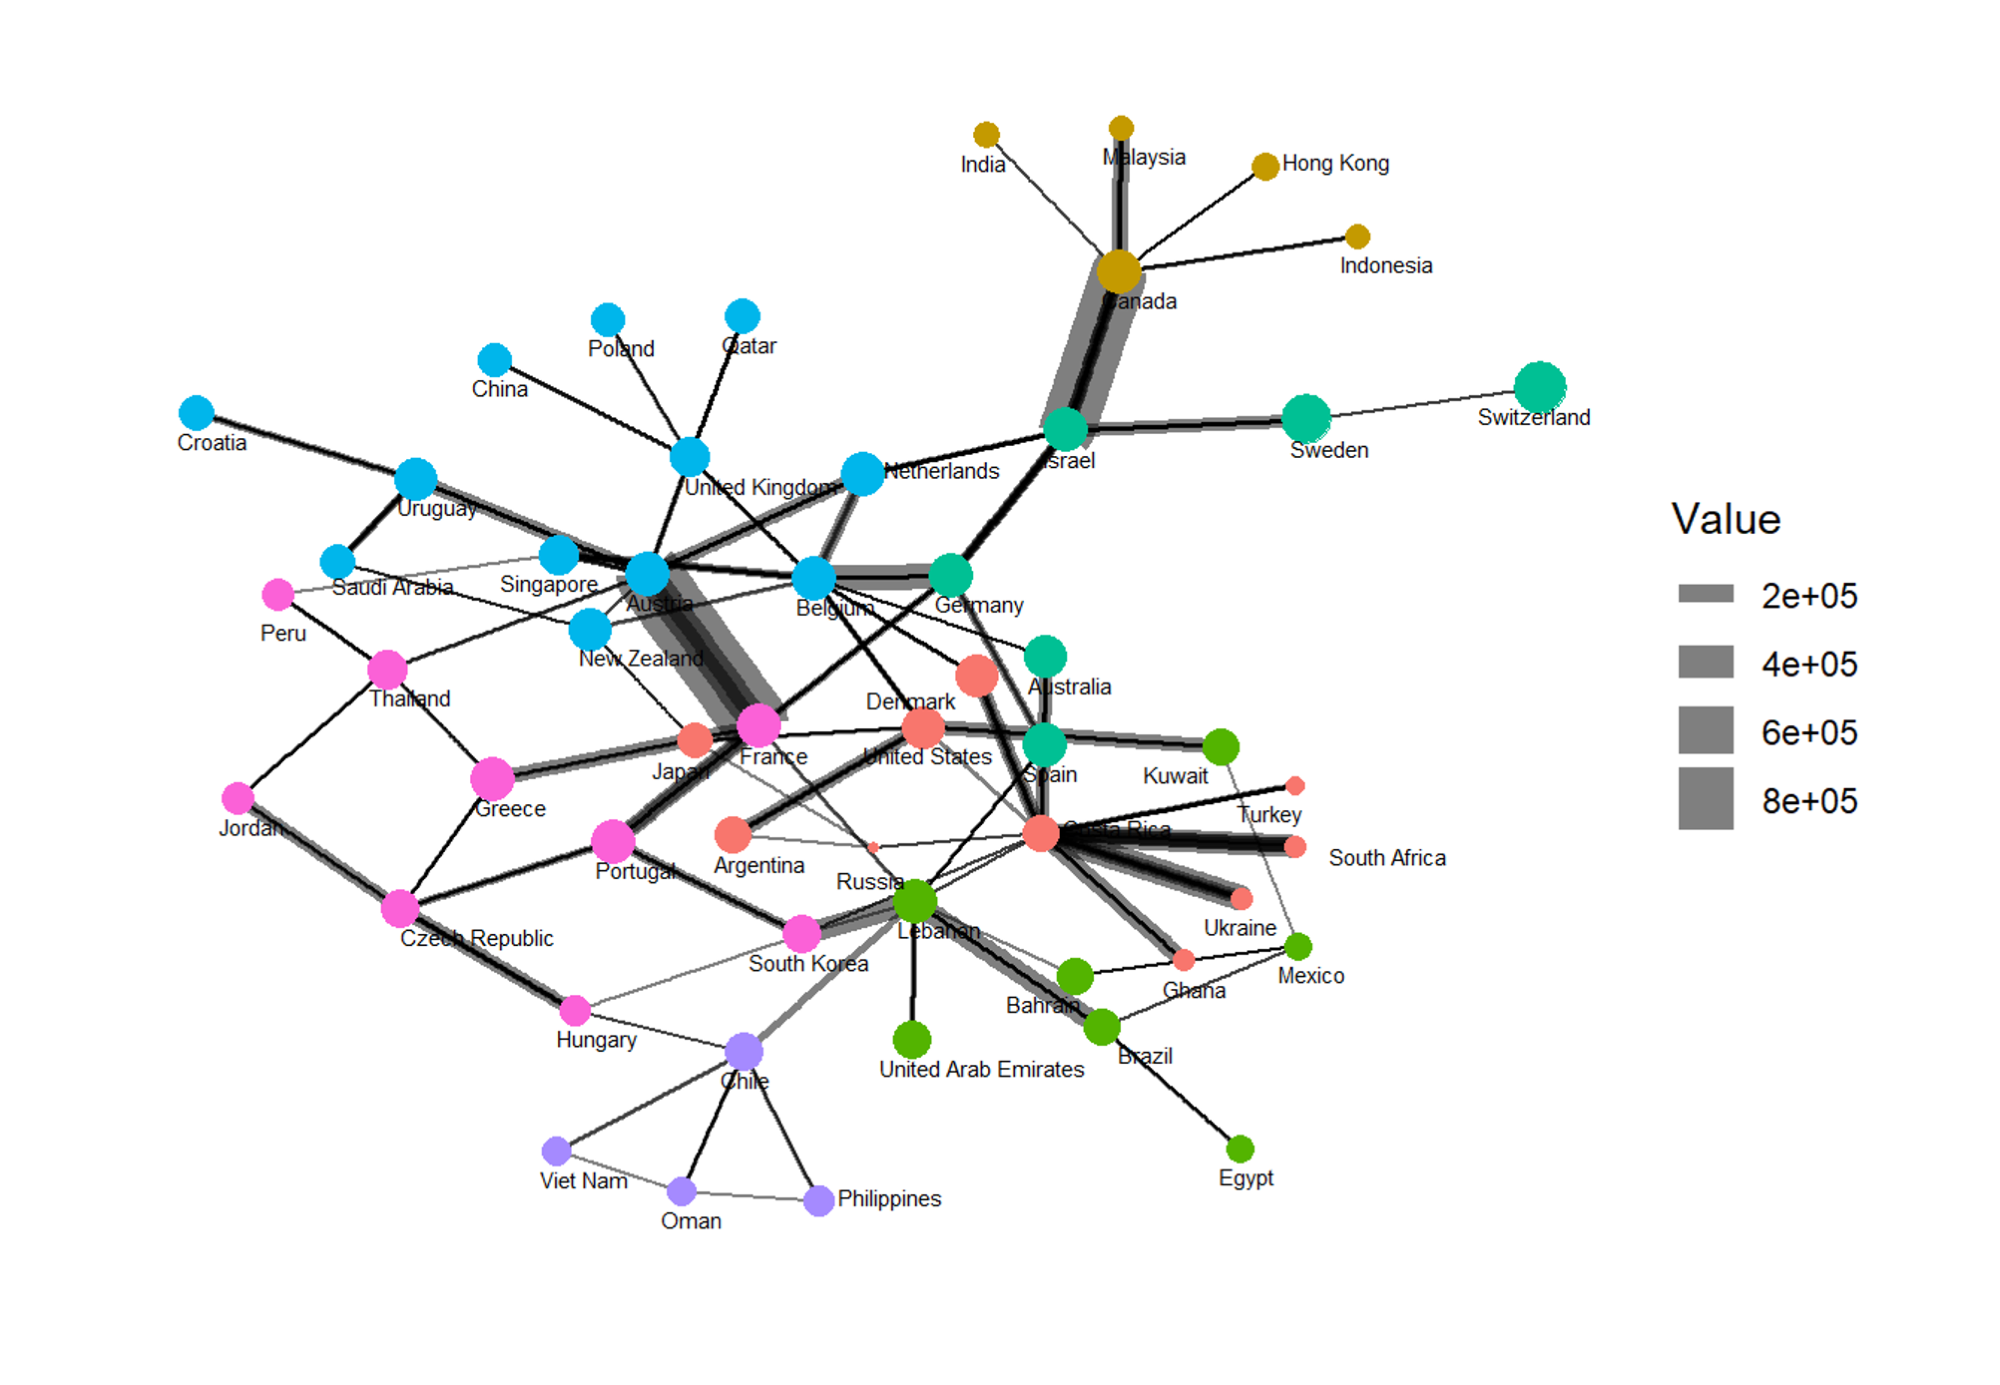 India
Malaysia
Hong Kong
Indonesia
Canada
Poland
Qatar
China
Switzerland
Croatia
Sweden
Israel
Netherlands
United Kingdom
Uruguay
Value
Saudi Arabia
Singapore
Austria
Belgium
Germany
2e+05
Peru
New Zealand
4e+05
Thailand
Denmark
Australia
6e+05
Japan
France
United States
Spain
Kuwait
8e+05
Greece
Turkey
Jordan
Costa Rica
Portugal
Argentina
South Africa
Russia
Czech Republic
Lebanon
Ukraine
South Korea
Mexico
Ghana
Bahrain
Hungary
Brazil
United Arab Emirates
Chile
Viet Nam
Egypt
Philippines
Oman